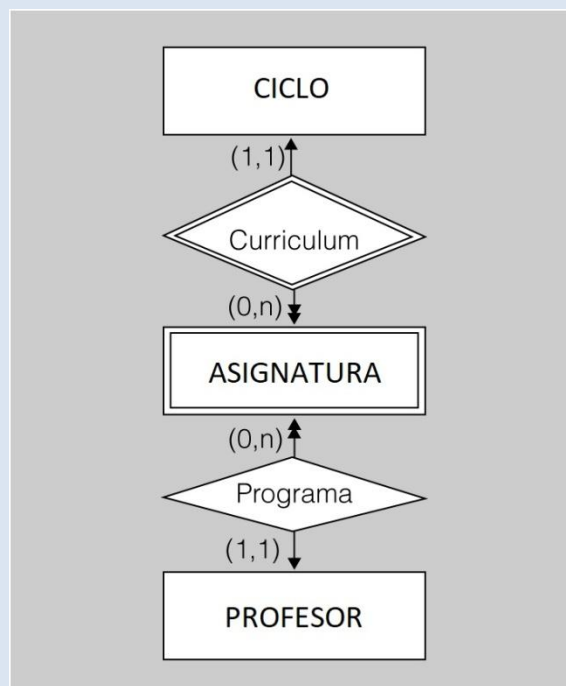 CICLO
(1,1)
Curriculum
(0,n)
ASIGNATURA
(0,n)
Programa
(1,1)
PROFESOR